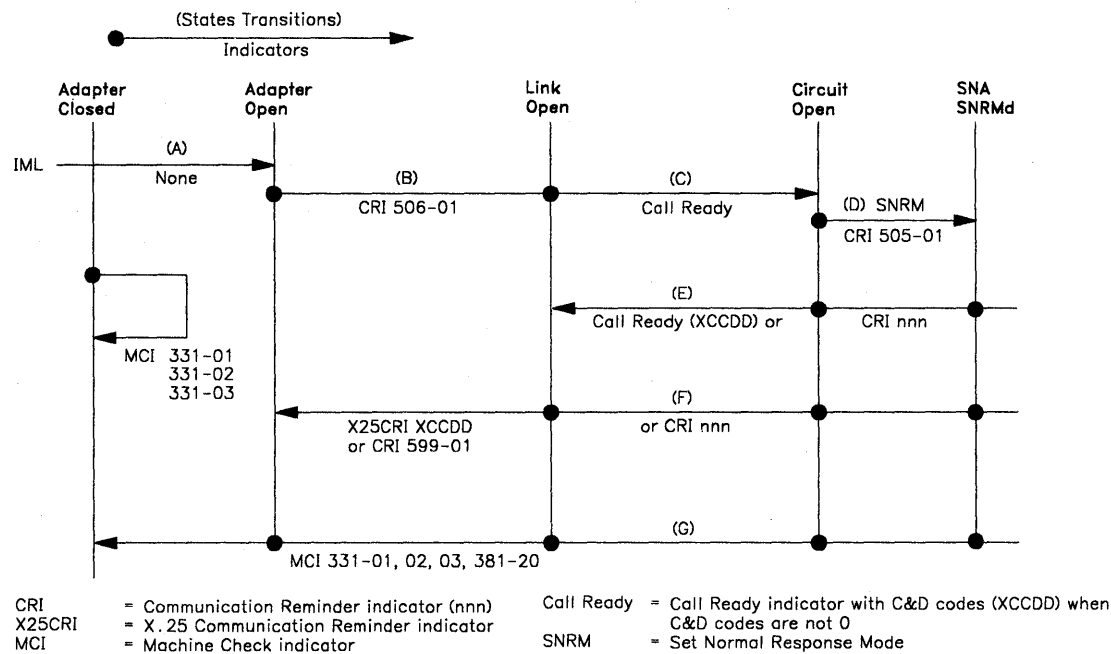 (States Transitions)
Indicators
Adapter Closed
Adapter Open
Link Open
Circuit Open
SNA SNRMd
IML
(A)
None
(B)
CRI 506-01
(C)
Call Ready
(D) SNRM
CRI 505-01
(E)
Call Ready (XCCDD) or
CRI nnn
MCI 331-01
331-02
331-03
(F)
X25CRI XCCDD
or CRI 599-01
or CRI nnn
(G)
MCI 331-01, 02, 03, 381-20
CRI = Communication Reminder indicator (nnn)
X25CRI = X.25 Communication Reminder indicator
MCI = Machine Check indicator
Call Ready = Call Ready indicator with C&D codes (XCCDD) when
C&D codes are not 0
SNRM = Set Normal Response Mode